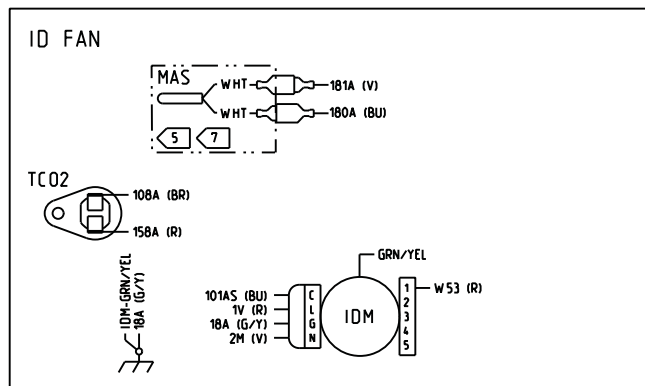 ID FAN
MAS
WHT
181A (V)
WHT
180A (BU)
5
7
TC02
108A (BR)
158A (R)
IDM-GRN/YEL
18A (G/Y)
GRN/YEL
101AS (BU)
1V (R)
18A (G/Y)
2M (V)
C
L
G
N
IDM
1
2
3
4
5
W53 (R)